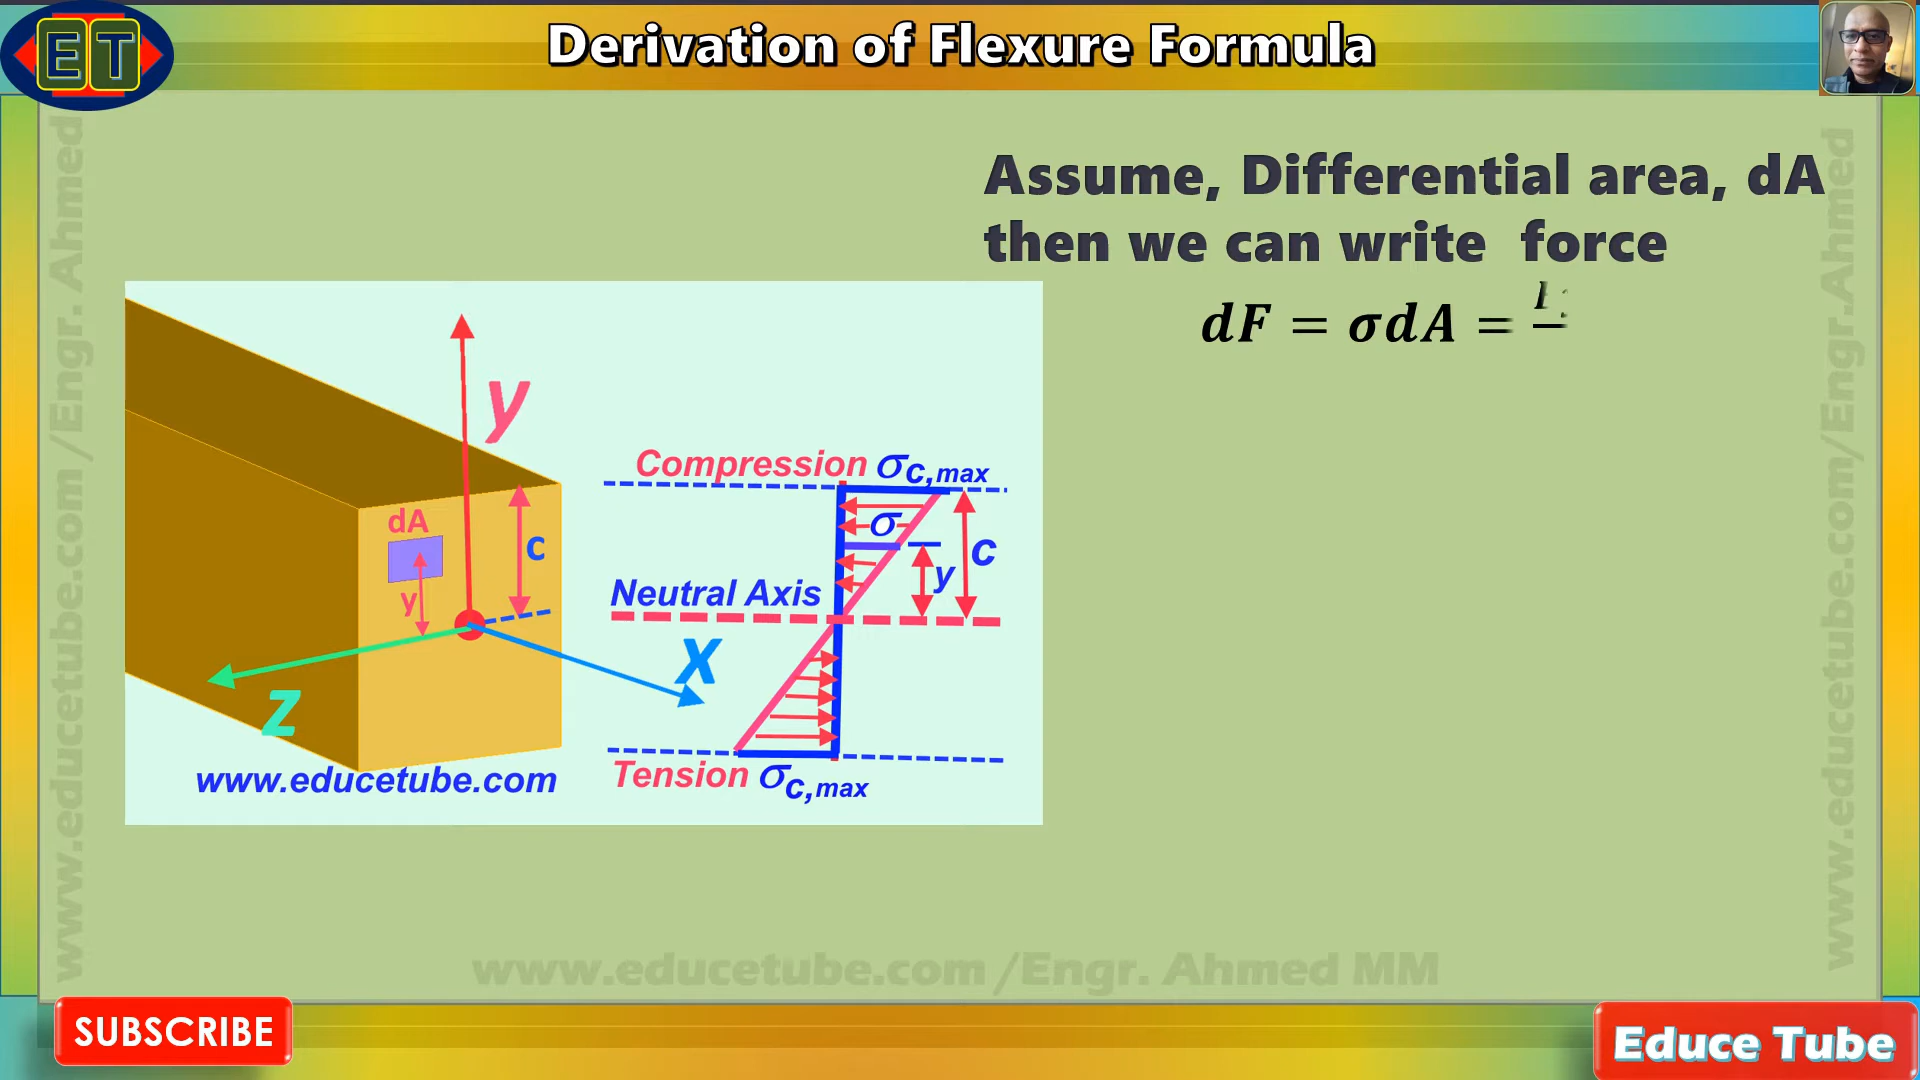 ET
Derivation of Flexure Formula
www.educetube.com /Engr. Ahmed
www.educetube.com/Engr.Ahmed
Assume, Differential area, dA
then we can write force
dF = σdA =
y
Compression σc,max
dA
σ
c
c
y
y
Neutral Axis
x
z
www.educetube.com
Tension σc,max
www.educetube.com /Engr. Ahmed MM
SUBSCRIBE
Educe Tube